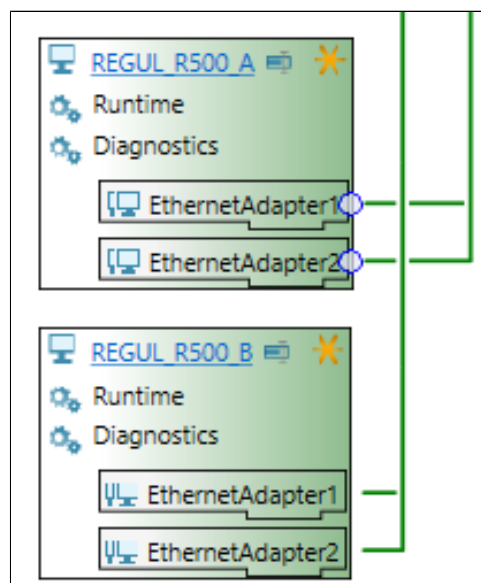 REGUL_R500_A
Runtime
Diagnostics
EthernetAdapter1
EthernetAdapter2
REGUL_R500_B
Runtime
Diagnostics
EthernetAdapter1
EthernetAdapter2